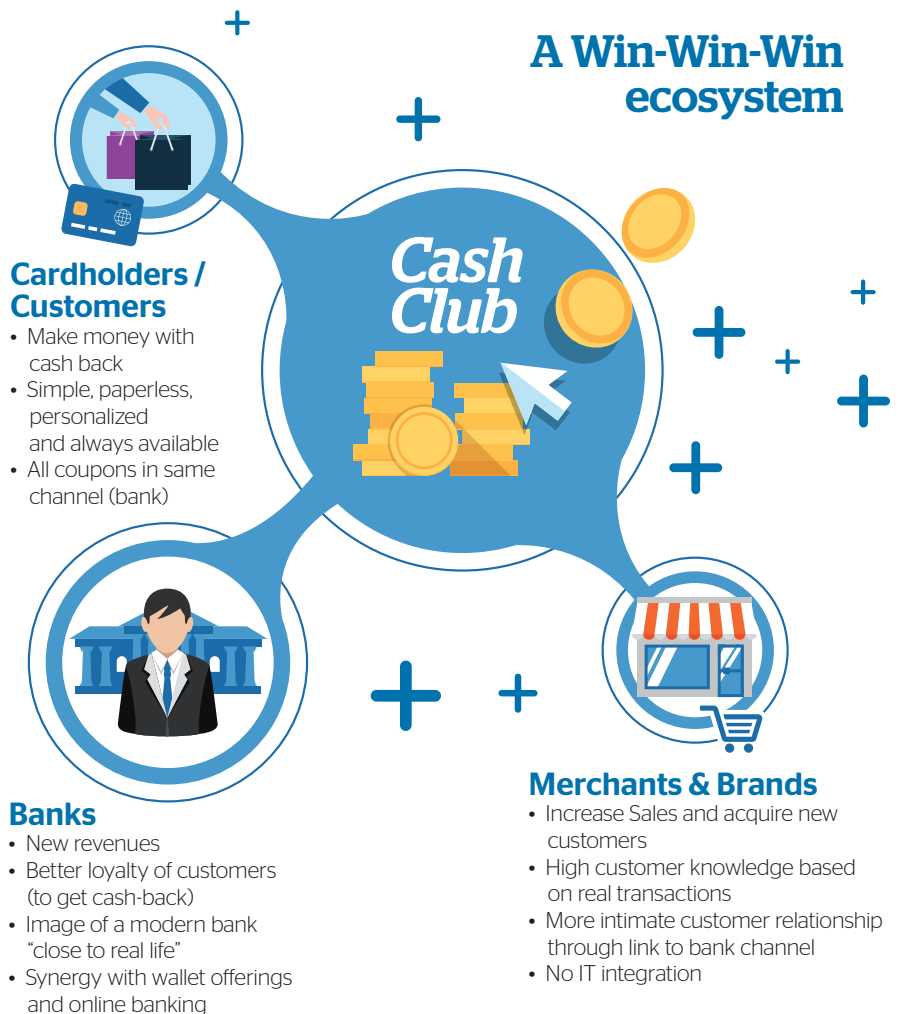 A Win-Win-Win
ecosystem
Cash
Club
Cardholders /
Customers
• Make money with
cash back
• Simple, paperless,
personalized
and always available
• All coupons in same
channel (bank)
Banks
• New revenues
• Better loyalty of customers
(to get cash-back)
• Image of a modern bank
“close to real life”
• Synergy with wallet offerings
and online banking
Merchants & Brands
• Increase Sales and acquire new
customers
• High customer knowledge based
on real transactions
• More intimate customer relationship
through link to bank channel
• No IT integration